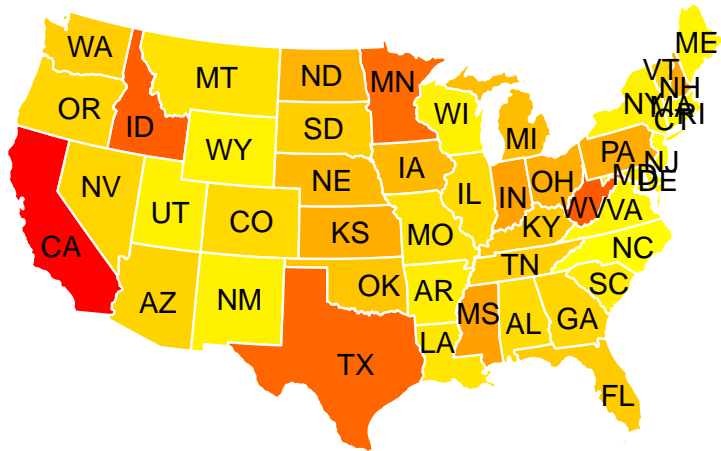 WA
MT
ND
MN
ME
VT
NH
OR
ID
SD
WI
NY
MA
RI
CT
WY
MI
IA
PA
NJ
NV
NE
IL
IN
OH
MD
DE
UT
CO
KS
MO
KY
WV
VA
CA
NC
TN
AZ
NM
OK
AR
SC
MS
AL
GA
LA
TX
FL